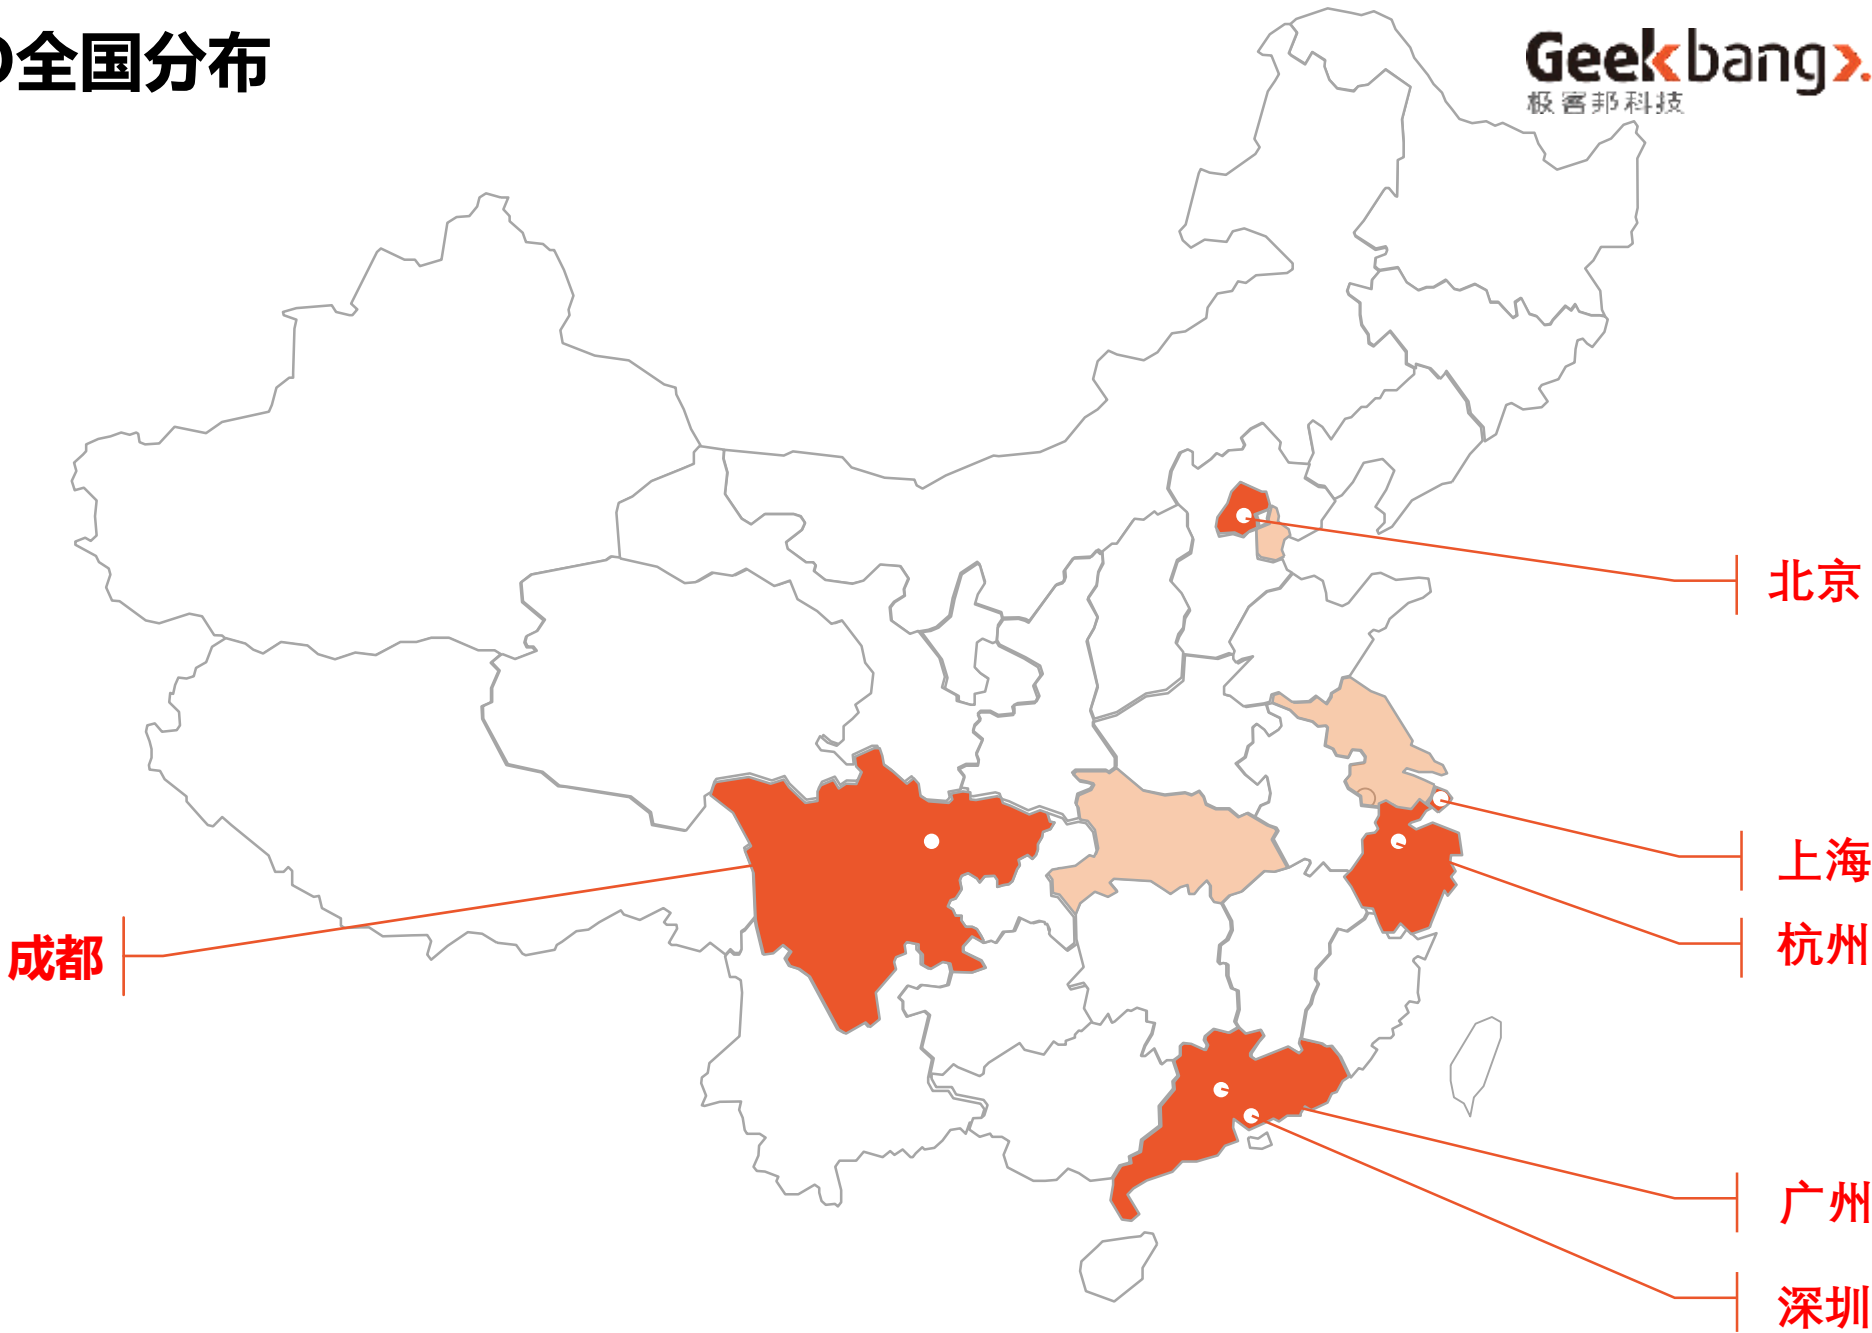 全国分布
Geekbang>.
极客邦科技
北京
上海
杭州
成都
广州
深圳